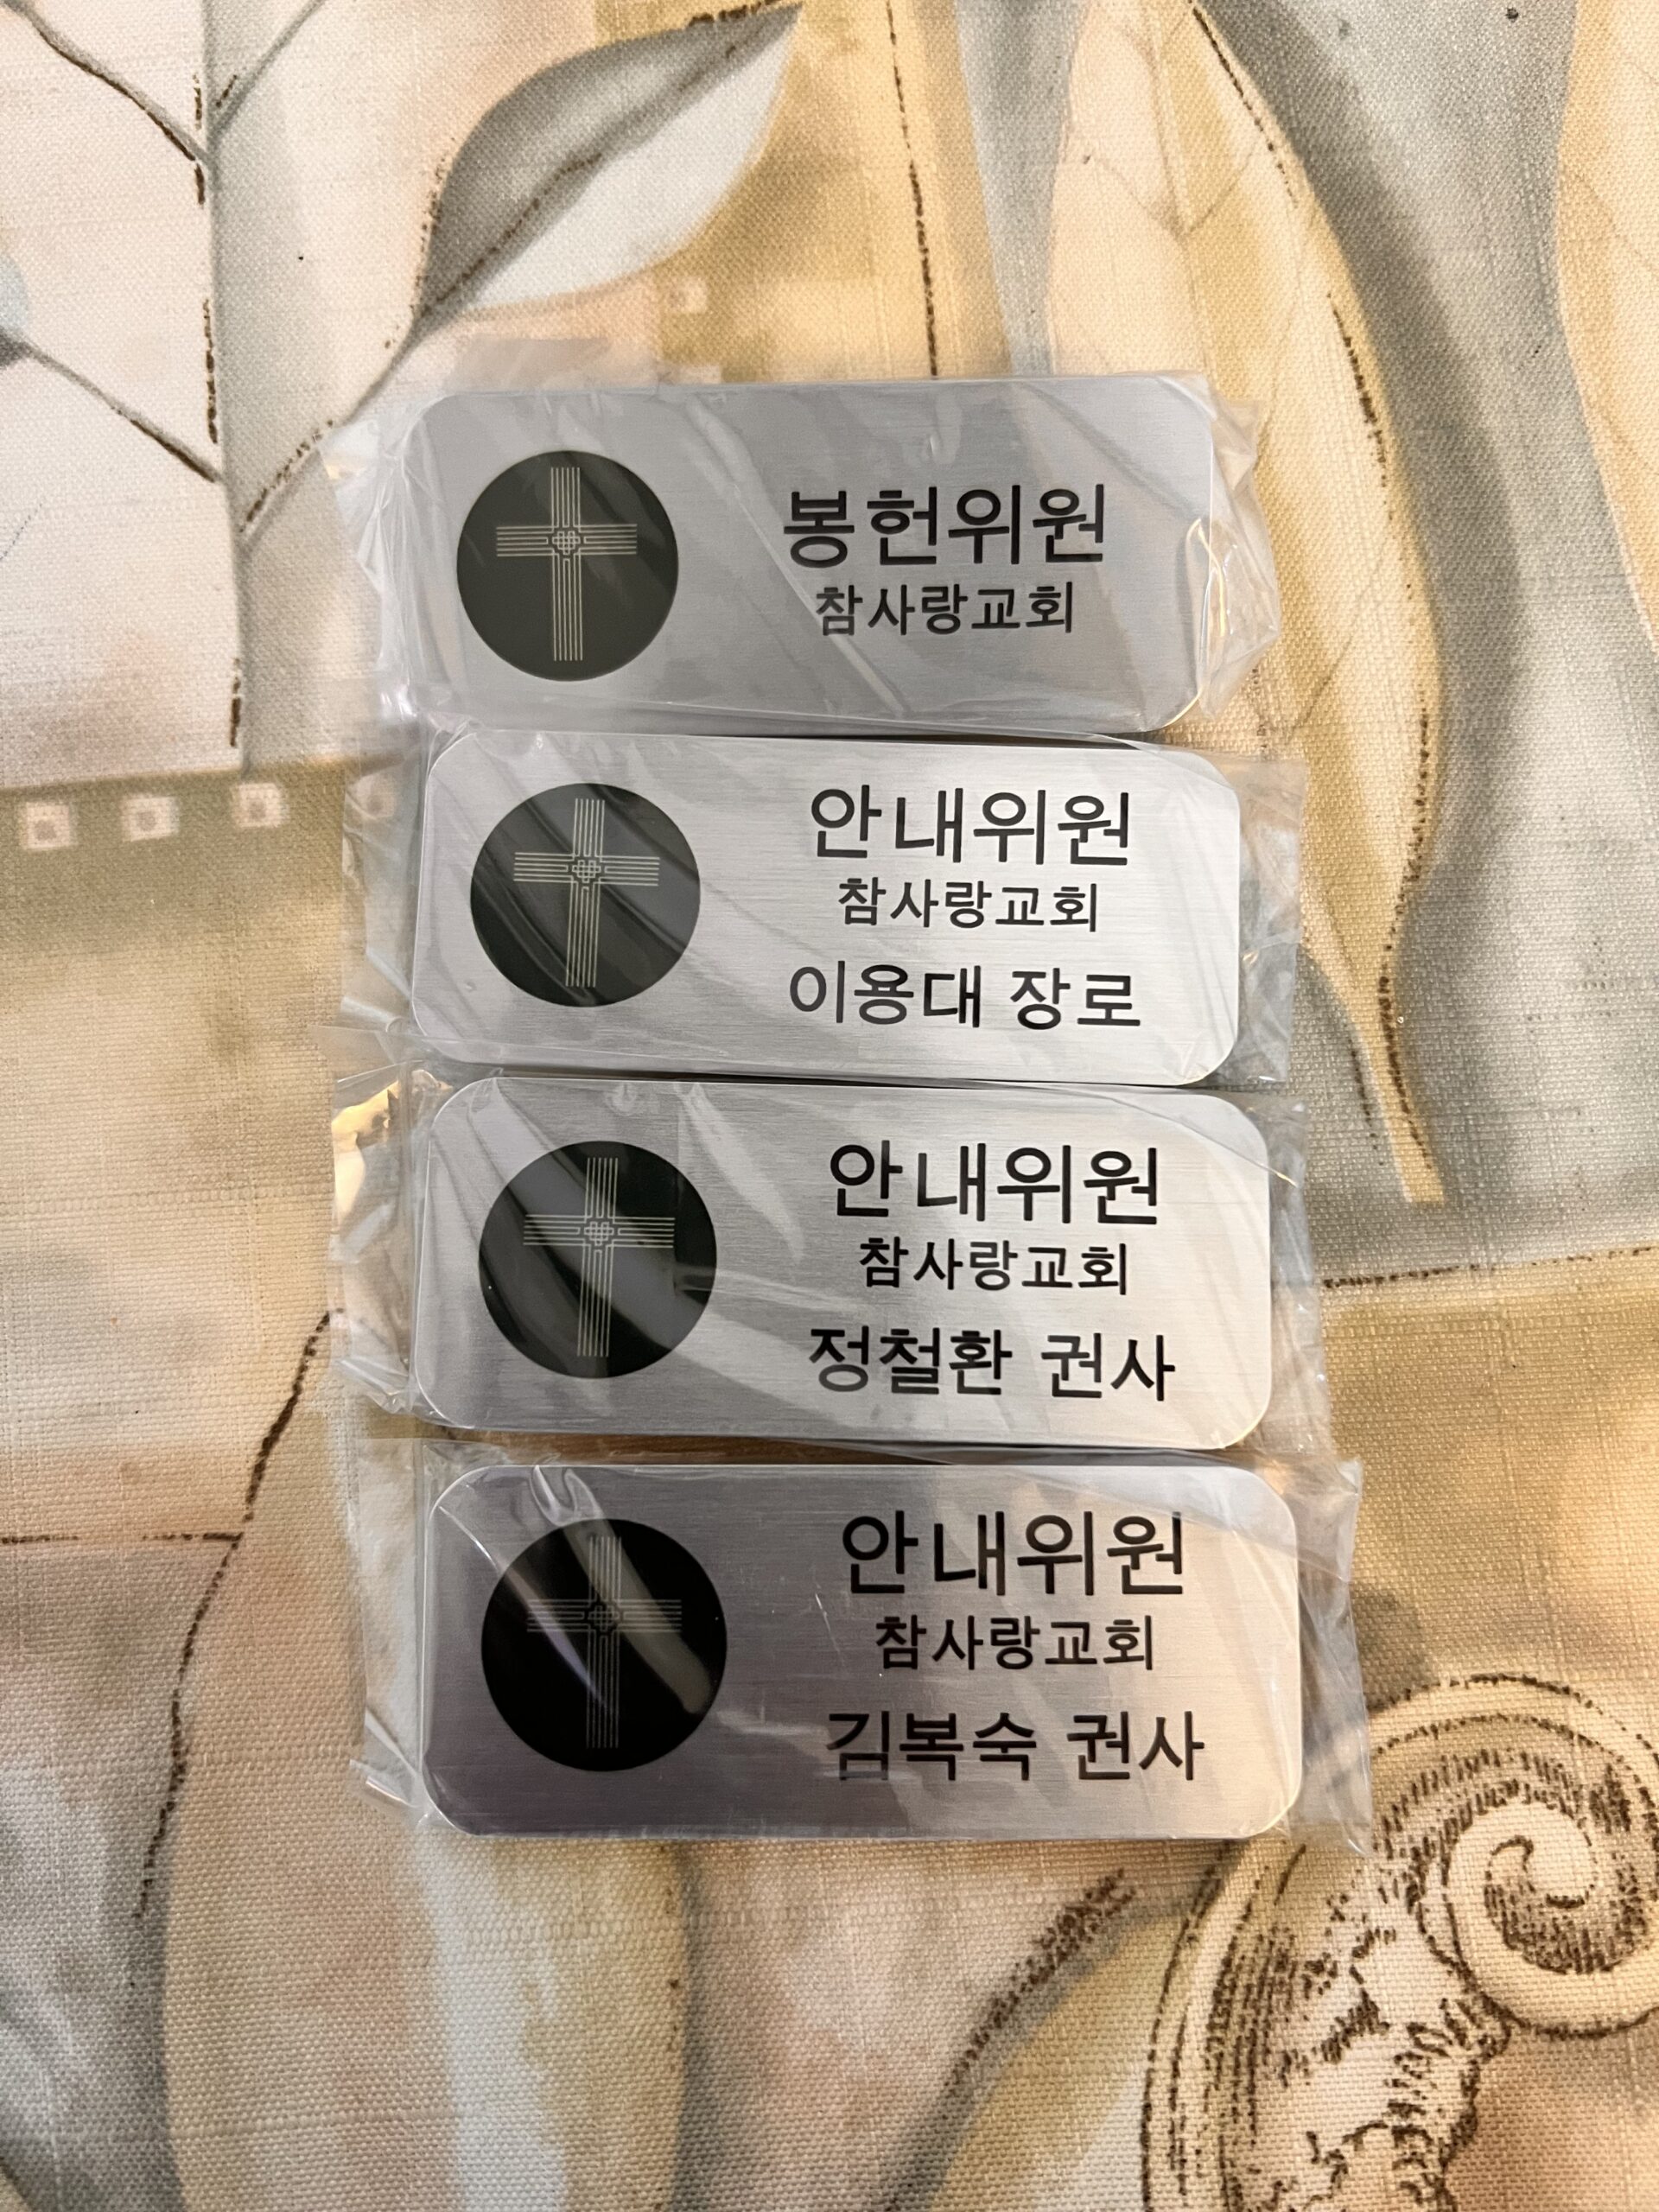 봉헌위원
참사랑교회
안내위원
참사랑교회
이용대 장로
안내위원
참사랑교회
정철환 권사
안내위원
참사랑교회
김복숙 권사